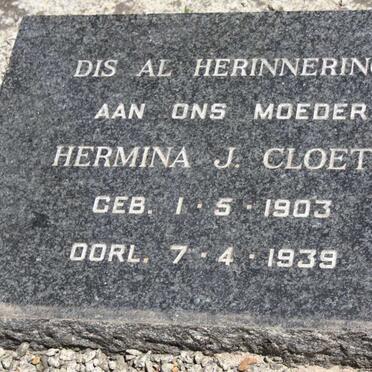 DIS AL HERINNERING
AAN ONS MOEDER
HERMINA J. CLOET
GEB. 1·5·1903
OORL. 7·4·1939